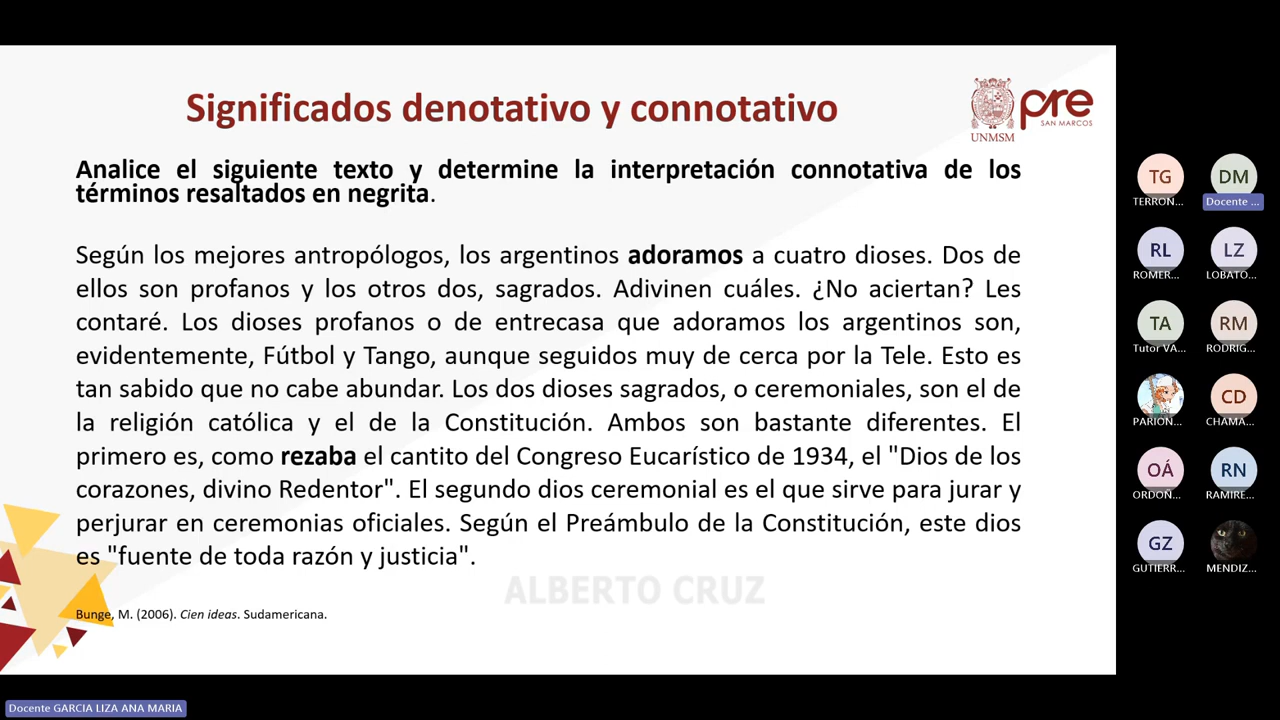 Significados denotativo y connotativo
UNMSM
pre
SAN MARCOS
Analice el siguiente texto y determine la interpretación connotativa de los
términos resaltados en negrita.
Según los mejores antropólogos, los argentinos adoramos a cuatro dioses. Dos de
ellos son profanos y los otros dos, sagrados. Adivinen cuáles. ¿No aciertan? Les
contaré. Los dioses profanos o de entrecasa que adoramos los argentinos son,
evidentemente, Fútbol y Tango, aunque seguidos muy de cerca por la Tele. Esto es
tan sabido que no cabe abundar. Los dos dioses sagrados, o ceremoniales, son el de
la religión católica y el de la Constitución. Ambos son bastante diferentes. El
primero es, como rezaba el cantito del Congreso Eucarístico de 1934, el "Dios de los
corazones, divino Redentor". El segundo dios ceremonial es el que sirve para jurar y
perjurar en ceremonias oficiales. Según el Preámbulo de la Constitución, este dios
es "fuente de toda razón y justicia".
ALBERTO CRUZ
Bunge, M. (2006). Cien ideas. Sudamericana.
Docente GARCIA LIZA ANA MARIA
TG
TERRON...
DM
Docente ...
RL
ROMER...
LZ
LOBATO...
TA
Tutor VA...
RM
RODRIG...
PARION...
CD
CHAMA...
OÁ
ORDOÑ...
RN
RAMIRE...
GZ
GUTIERR...
MENDIZ...